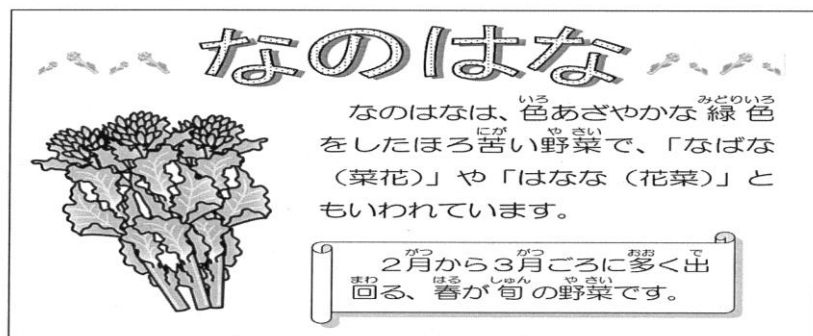 なのはな
なのはなは、色あざやかな緑色
をしたほろ苦い野菜で、「なばな
（菜花）」や「はなな（花菜）」と
もいわれています。
2月から3月ごろに多く出
回る、春が旬の野菜です。